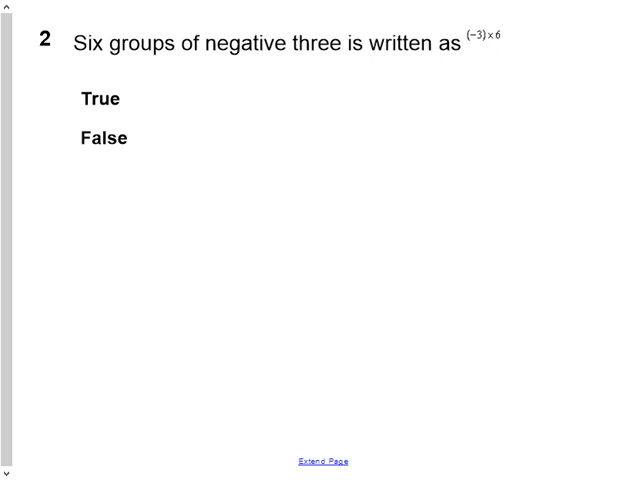 2 Six groups of negative three is written as (−3) x 6
True
False
Extend Page